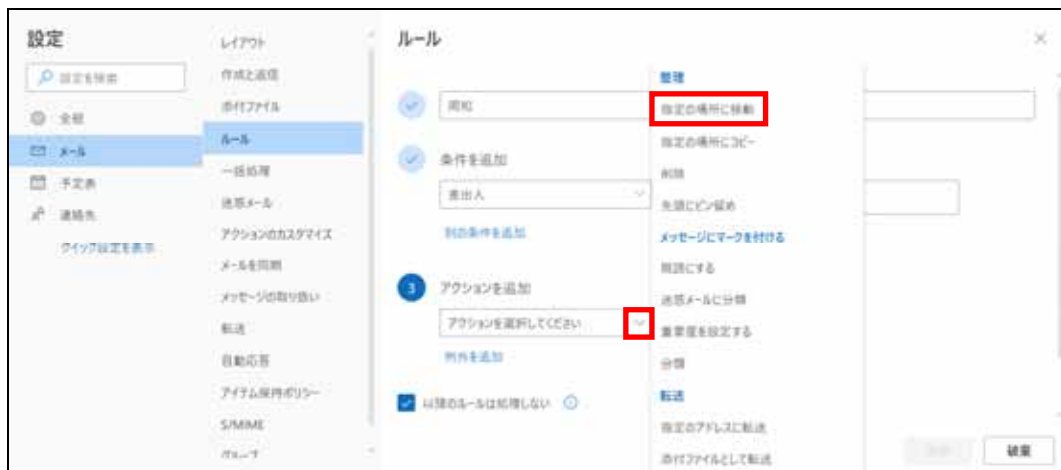 設定
設定を検索
全般
メール
予定表
連絡先
クイック設定を表示
レイアウト
作成と返信
添付ファイル
ルール
一括処理
迷惑メール
アクションのカスタマイズ
メールを同期
メッセージの取り扱い
転送
自動応答
アイテム保持ポリシー
S/MIME
グループ
ルール
条件を追加
差出人
別の条件を追加
3
アクションを追加
アクションを選択してください
例外を追加
以降のルールは処理しない
整理
指定の場所に移動
指定の場所にコピー
削除
先頭にピン留め
メッセージにマークを付ける
既読にする
迷惑メールに分類
重要度を設定する
分類
転送
指定のアドレスに転送
添付ファイルとして転送
破棄